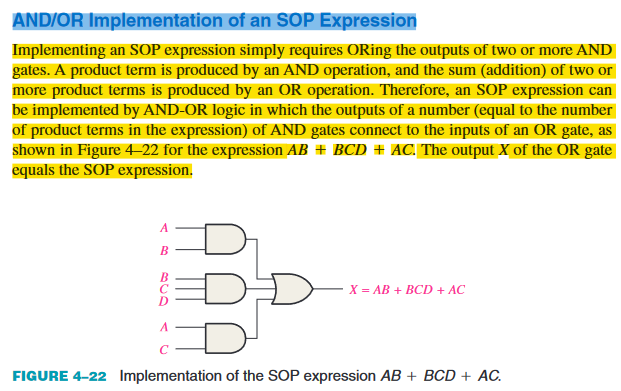 AND/OR Implementation of an SOP Expression
Implementing an SOP expression simply requires ORing the outputs of two or more AND
gates. A product term is produced by an AND operation, and the sum (addition) of two or
more product terms is produced by an OR operation. Therefore, an SOP expression can
be implemented by AND-OR logic in which the outputs of a number (equal to the number
of product terms in the expression) of AND gates connect to the inputs of an OR gate, as
shown in Figure 4–22 for the expression AB + BCD + AC. The output X of the OR gate
equals the SOP expression.
A
B
B
C
D
X = AB + BCD + AC
A
C
FIGURE 4–22 Implementation of the SOP expression AB + BCD + AC.